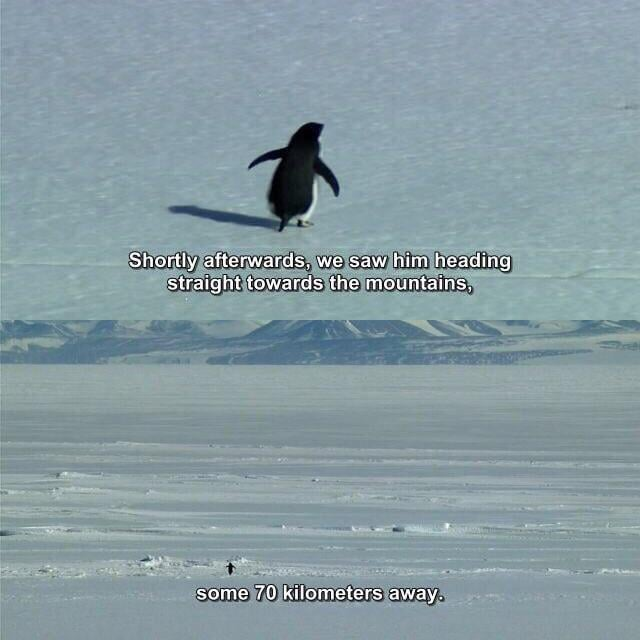 Shortly afterwards, we saw him heading
straight towards the mountains,
some 70 kilometers away.